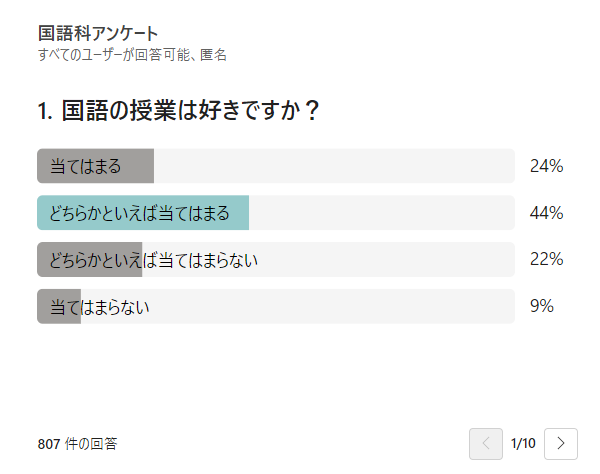 国語科アンケート
すべてのユーザーが回答可能、匿名
1. 国語の授業は好きですか？
当てはまる 24%
どちらかといえば当てはまる 44%
どちらかといえば当てはまらない 22%
当てはまらない 9%
807 件の回答 1/10